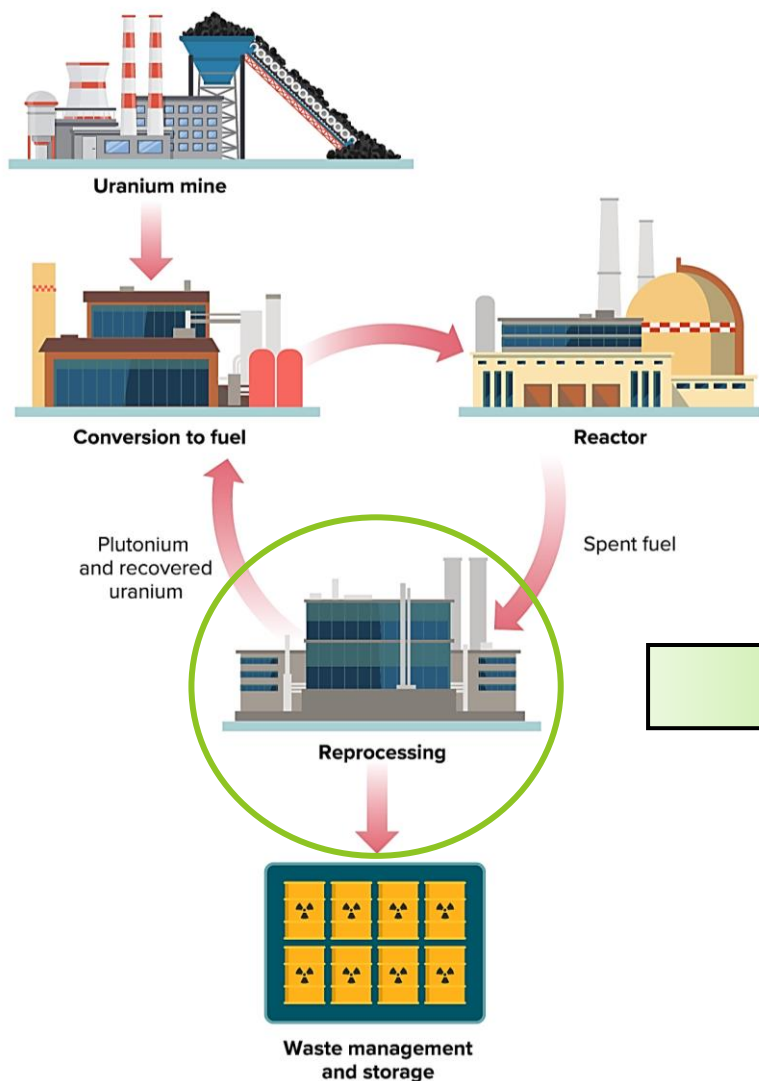 Uranium mine
Conversion to fuel
Reactor
Plutonium
and recovered
uranium
Spent fuel
Reprocessing
Waste management
and storage